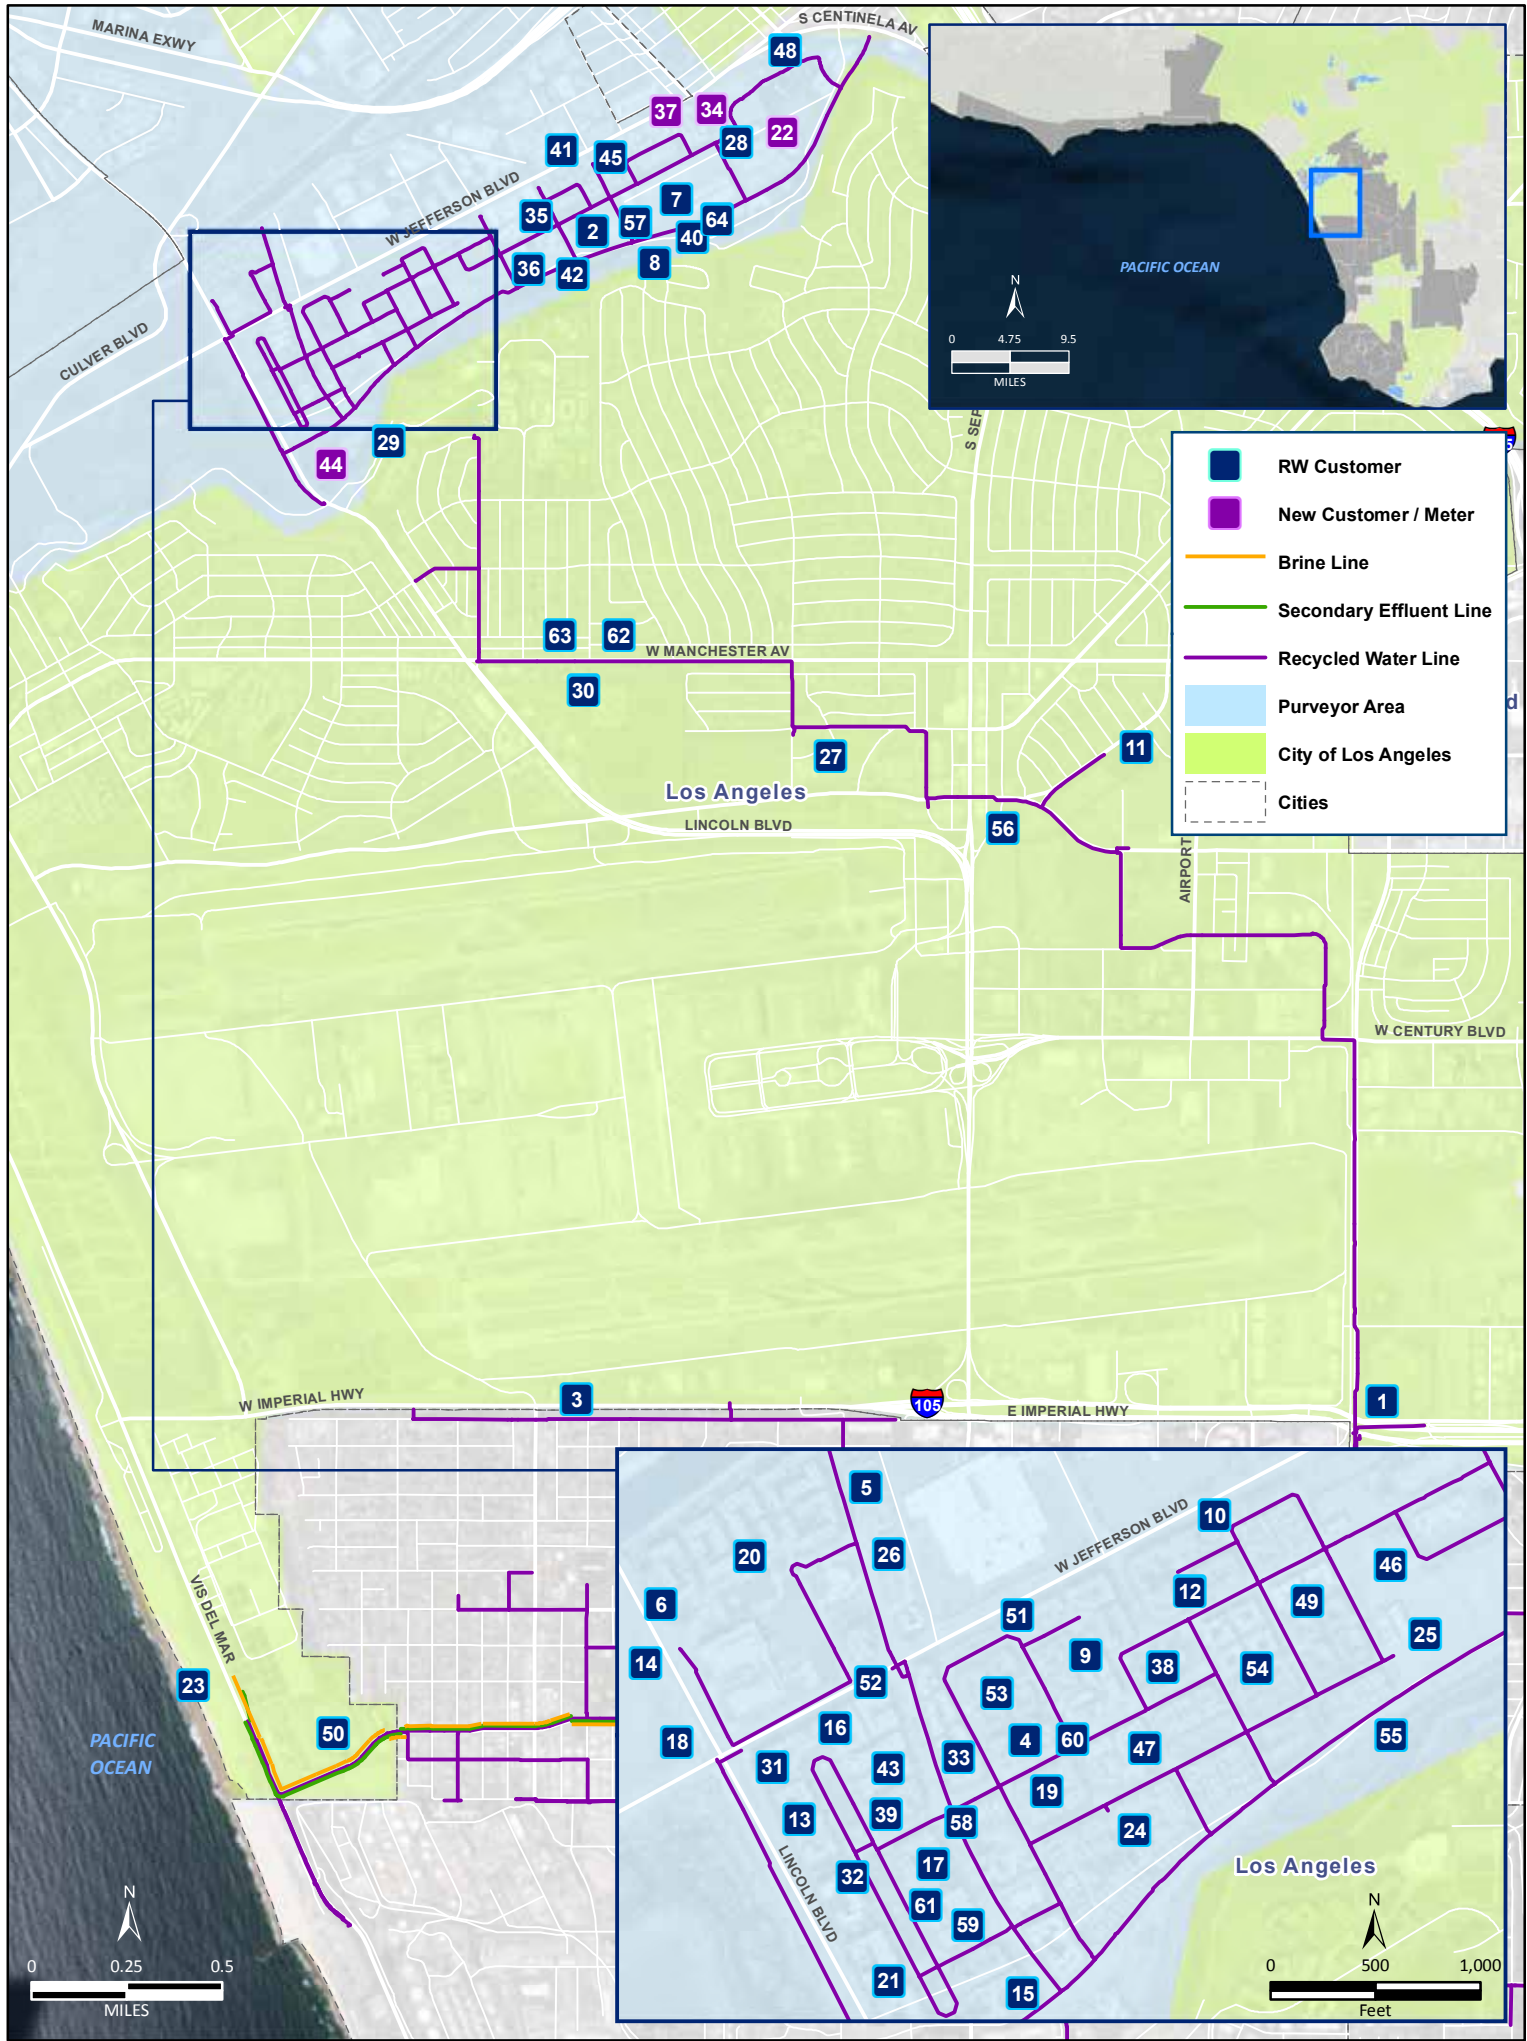 MARINA EXWY
S CENTINELA AV
48
37
34
22
28
41
45
W JEFFERSON BLVD
7
35
2
57
64
40
36
42
8
CULVER BLVD
29
44
PACIFIC OCEAN
N
0
4.75
9.5
MILES
S SEP
RW Customer
New Customer / Meter
Brine Line
Secondary Effluent Line
Recycled Water Line
Purveyor Area
City of Los Angeles
Cities
5
d
63
62
W MANCHESTER AV
30
27
11
Los Angeles
LINCOLN BLVD
56
AIRPORT
W CENTURY BLVD
W IMPERIAL HWY
3
105
E IMPERIAL HWY
1
VIS DEL MAR
23
50
PACIFIC
OCEAN
N
0
0.25
0.5
MILES
5
10
W JEFFERSON BLVD
20
26
46
6
12
49
51
25
14
9
38
54
52
53
16
18
4
60
47
55
31
43
33
19
13
39
58
24
LINCOLN BLVD
32
17
Los Angeles
61
59
21
15
N
0
500
1,000
Feet